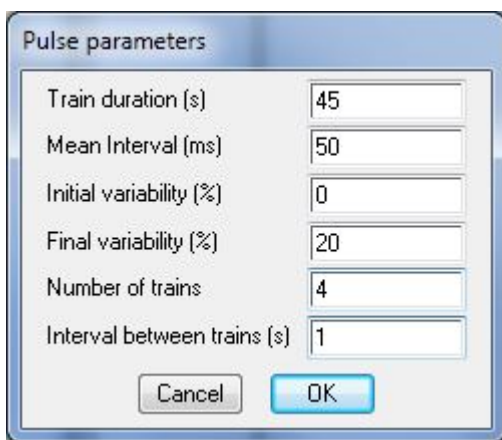 Pulse parameters
Train duration (s) 45
Mean Interval (ms) 50
Initial variability (%) 0
Final variability (%) 20
Number of trains 4
Interval between trains (s) 1
Cancel OK